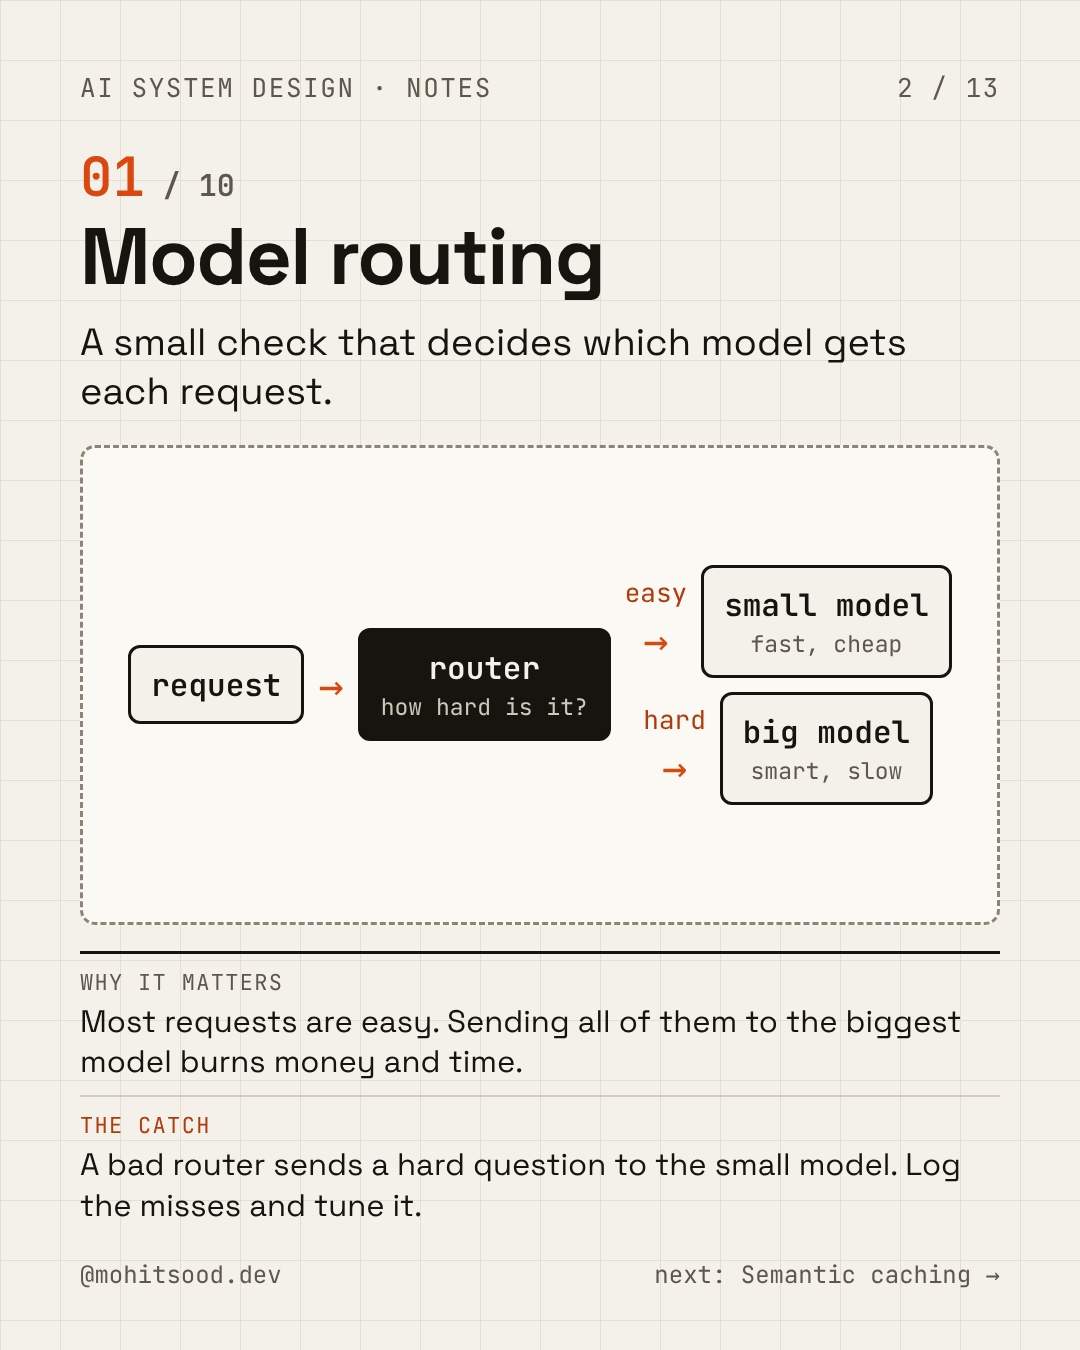 AI SYSTEM DESIGN · NOTES
2 / 13
01 / 10
Model routing
A small check that decides which model gets
each request.
request
→
router
how hard is it?
easy
→
small model
fast, cheap
hard
→
big model
smart, slow
WHY IT MATTERS
Most requests are easy. Sending all of them to the biggest
model burns money and time.
THE CATCH
A bad router sends a hard question to the small model. Log
the misses and tune it.
@mohitsood.dev
next: Semantic caching →